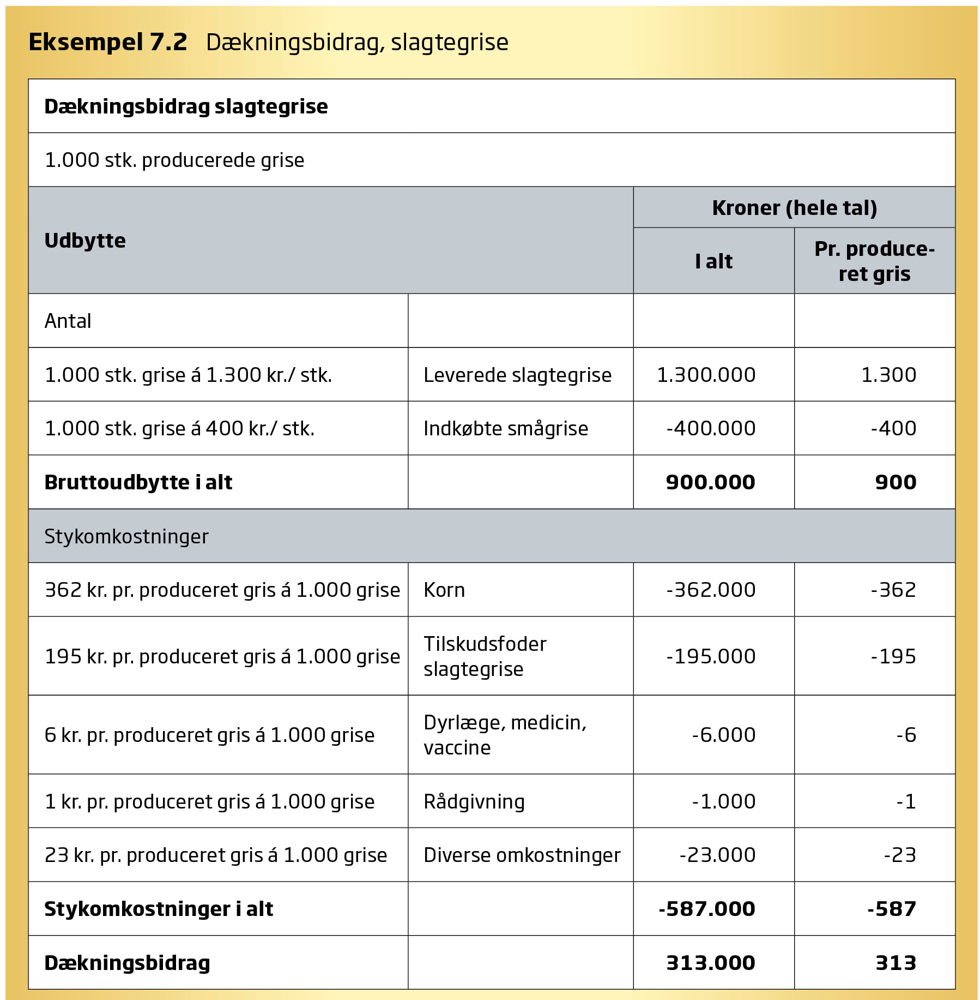 Eksempel 7.2 Dækningsbidrag, slagtegrise
Dækningsbidrag slagtegrise
1.000 stk. producerede grise
Udbytte
Kroner (hele tal)
I alt
Pr. produce-
ret gris
Antal
1.000 stk. grise á 1.300 kr./ stk. Leverede slagtegrise 1.300.000 1.300
1.000 stk. grise á 400 kr./ stk. Indkøbte smågrise -400.000 -400
Bruttoudbytte i alt 900.000 900
Stykomkostninger
362 kr. pr. produceret gris á 1.000 grise Korn -362.000 -362
195 kr. pr. produceret gris á 1.000 grise Tilskudsfoder
slagtegrise -195.000 -195
6 kr. pr. produceret gris á 1.000 grise Dyrlæge, medicin,
vaccine -6.000 -6
1 kr. pr. produceret gris á 1.000 grise Rådgivning -1.000 -1
23 kr. pr. produceret gris á 1.000 grise Diverse omkostninger -23.000 -23
Stykomkostninger i alt -587.000 -587
Dækningsbidrag 313.000 313